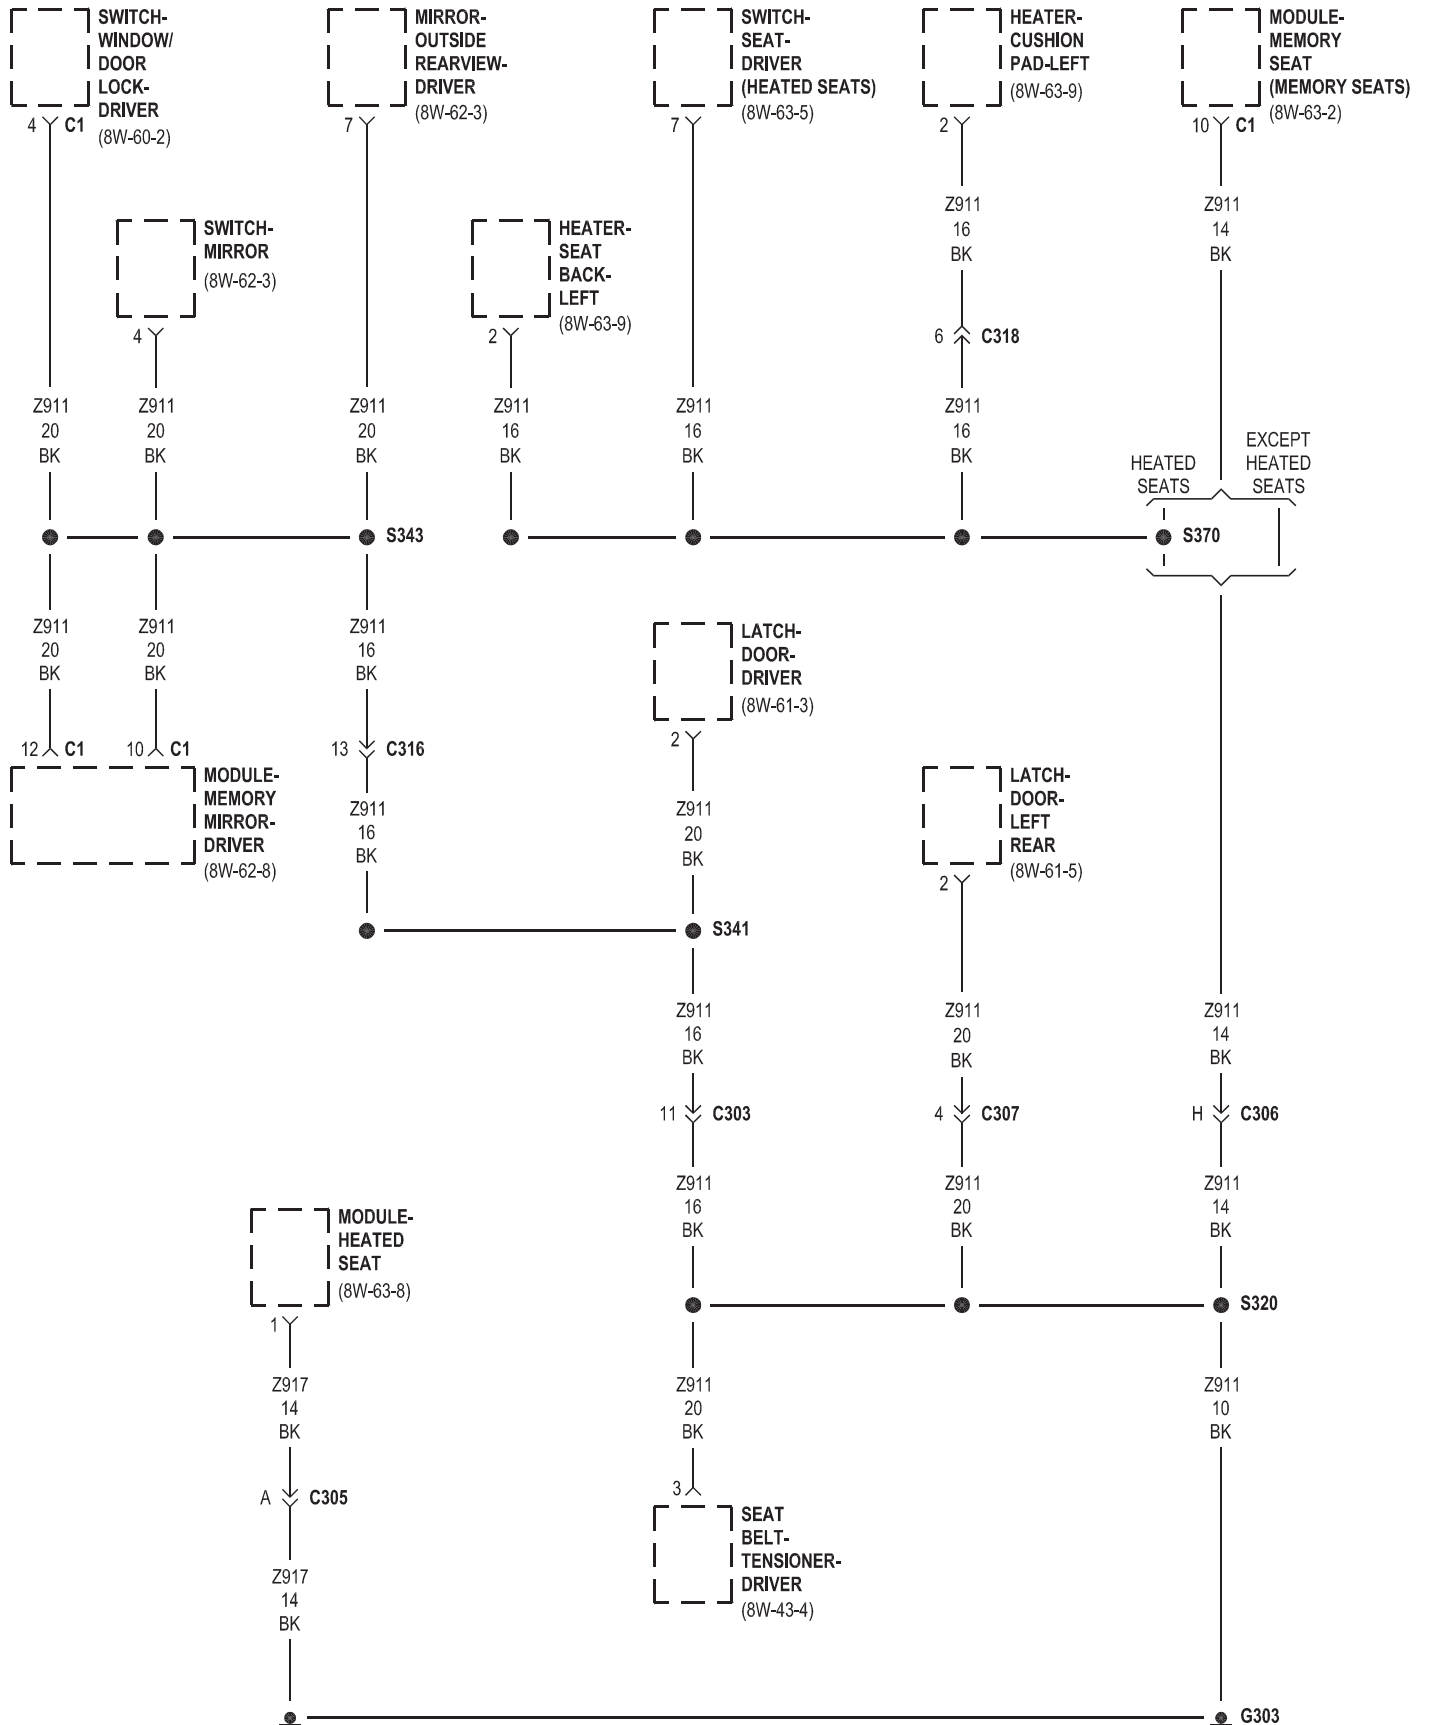 SWITCH-
WINDOW/
DOOR
LOCK-
DRIVER
(8W-60-2)
4 C1
MIRROR-
OUTSIDE
REARVIEW-
DRIVER
(8W-62-3)
7
SWITCH-
SEAT-
DRIVER
(HEATED SEATS)
(8W-63-5)
7
HEATER-
CUSHION
PAD-LEFT
(8W-63-9)
2
MODULE-
MEMORY
SEAT
(MEMORY SEATS)
(8W-63-2)
10 C1
Z911
16
BK
Z911
14
BK
SWITCH-
MIRROR
(8W-62-3)
4
HEATER-
SEAT
BACK-
LEFT
(8W-63-9)
2
6 C318
Z911
20
BK
Z911
20
BK
Z911
20
BK
Z911
16
BK
Z911
16
BK
Z911
16
BK
HEATED
SEATS
EXCEPT
HEATED
SEATS
S343
S370
Z911
20
BK
Z911
20
BK
Z911
16
BK
LATCH-
DOOR-
DRIVER
(8W-61-3)
2
12 C1
10 C1
13 C316
MODULE-
MEMORY
MIRROR-
DRIVER
(8W-62-8)
Z911
16
BK
Z911
20
BK
LATCH-
DOOR-
LEFT
REAR
(8W-61-5)
2
S341
Z911
16
BK
Z911
20
BK
Z911
14
BK
11 C303
4 C307
H C306
Z911
16
BK
Z911
20
BK
Z911
14
BK
MODULE-
HEATED
SEAT
(8W-63-8)
1
S320
Z917
14
BK
Z911
20
BK
Z911
10
BK
A C305
3
SEAT
BELT-
TENSIONER-
DRIVER
(8W-43-4)
Z917
14
BK
G303